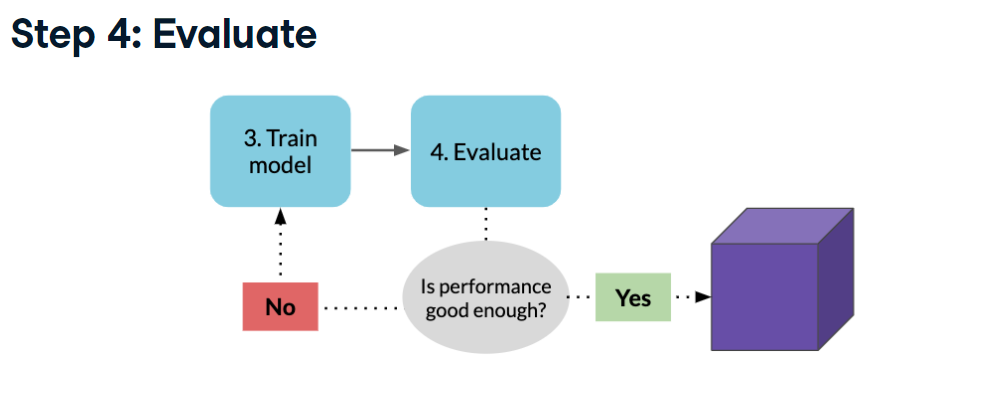 Step 4: Evaluate
3. Train
model
4. Evaluate
Is performance
good enough?
No
Yes